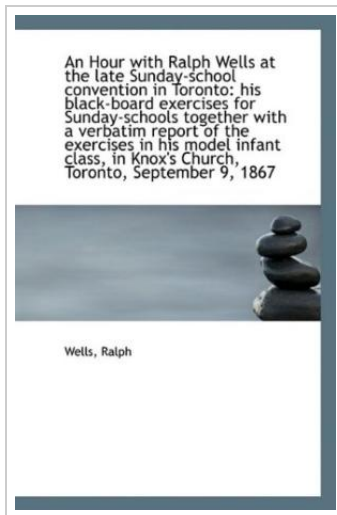 An Hour with Ralph Wells at
the late Sunday-school
convention in Toronto: his
black-board exercises for
Sunday-schools together with
a verbatim report of the
exercises in his model infant
class, in Knox's Church,
Toronto, September 9, 1867
Wells, Ralph